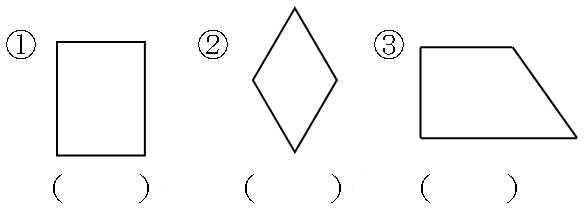 ① ② ③
( ) ( ) ( )